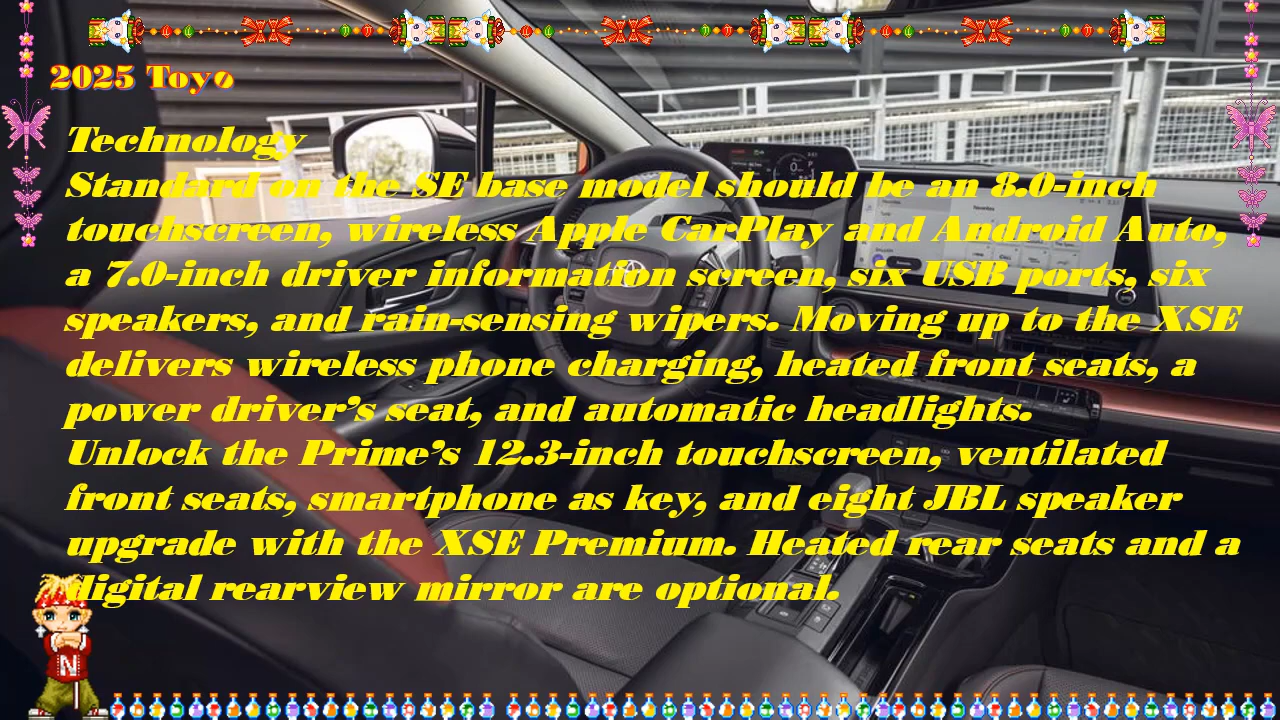 2025 Toyo
Technology
Standard on the SE base model should be an 8.0-inch
touchscreen, wireless Apple CarPlay and Android Auto,
a 7.0-inch driver information screen, six USB ports, six
speakers, and rain-sensing wipers. Moving up to the XSE
delivers wireless phone charging, heated front seats, a
power driver’s seat, and automatic headlights.
Unlock the Prime’s 12.3-inch touchscreen, ventilated
front seats, smartphone as key, and eight JBL speaker
upgrade with the XSE Premium. Heated rear seats and a
digital rearview mirror are optional.
N